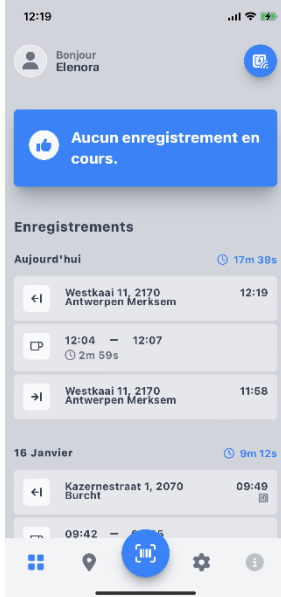 12:19
Bonjour
Elenora
Aucun enregistrement en
cours.
Enregistrements
Aujourd'hui
17m 39s
Westkaai 11, 2170
Antwerpen Merksem
12:19
12:04 — 12:07
2m 59s
Westkaai 11, 2170
Antwerpen Merksem
11:58
16 Janvier
9m 12s
Kazernestraat 1, 2070
Burcht
09:49
09:42 —